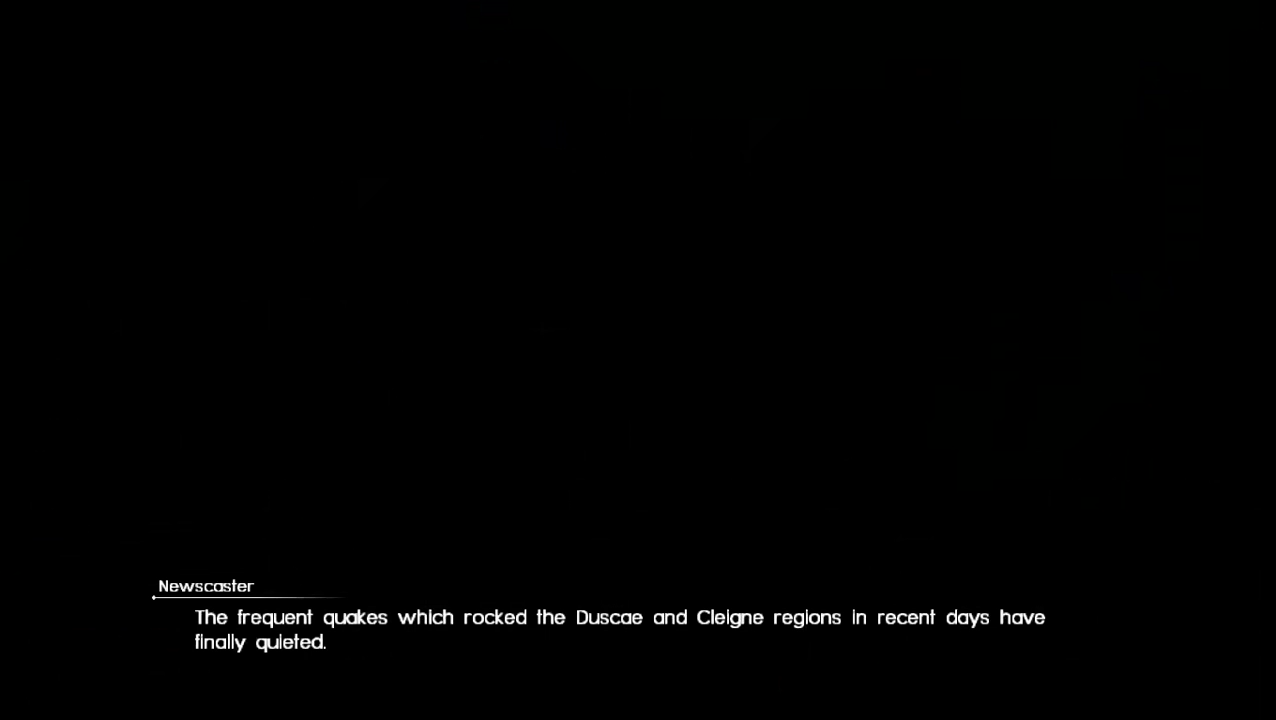 Newscaster
The frequent quakes which rocked the Duscae and Cleigne regions in recent days have
finally quieted.